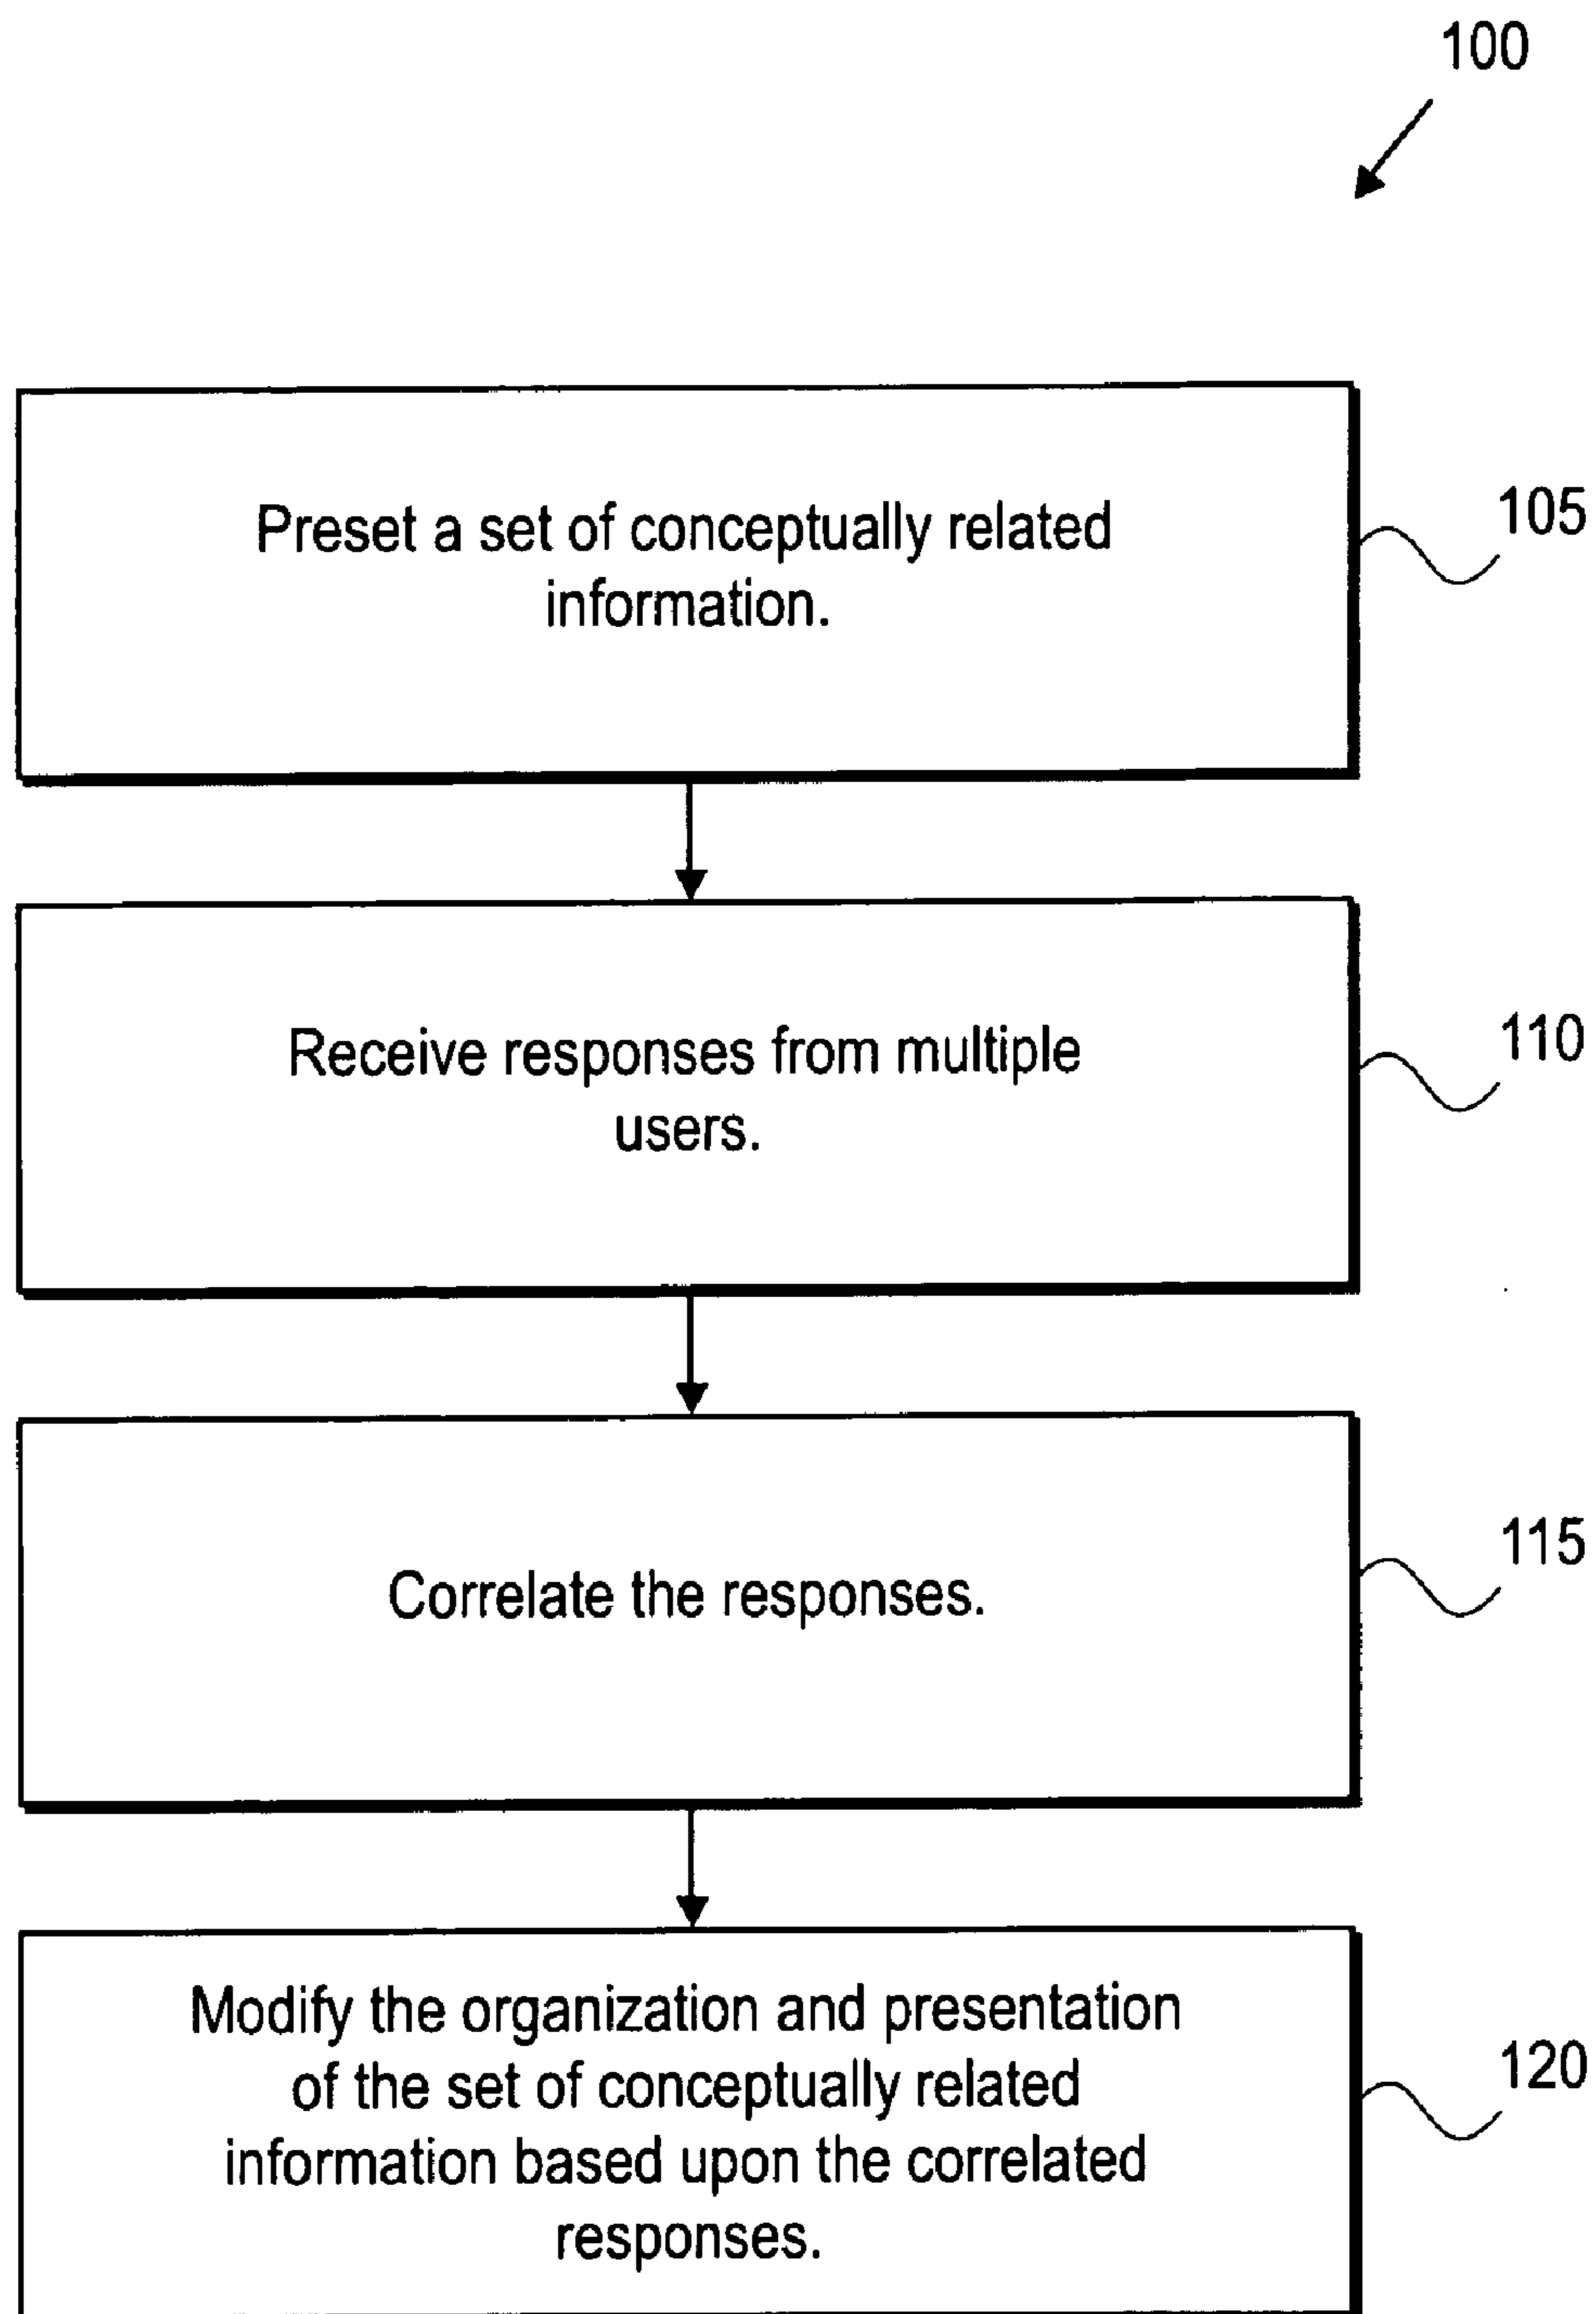 100
Preset a set of conceptually related
information.
105
Receive responses from multiple
users.
110
Correlate the responses.
115
Modify the organization and presentation
of the set of conceptually related
information based upon the correlated
responses.
120